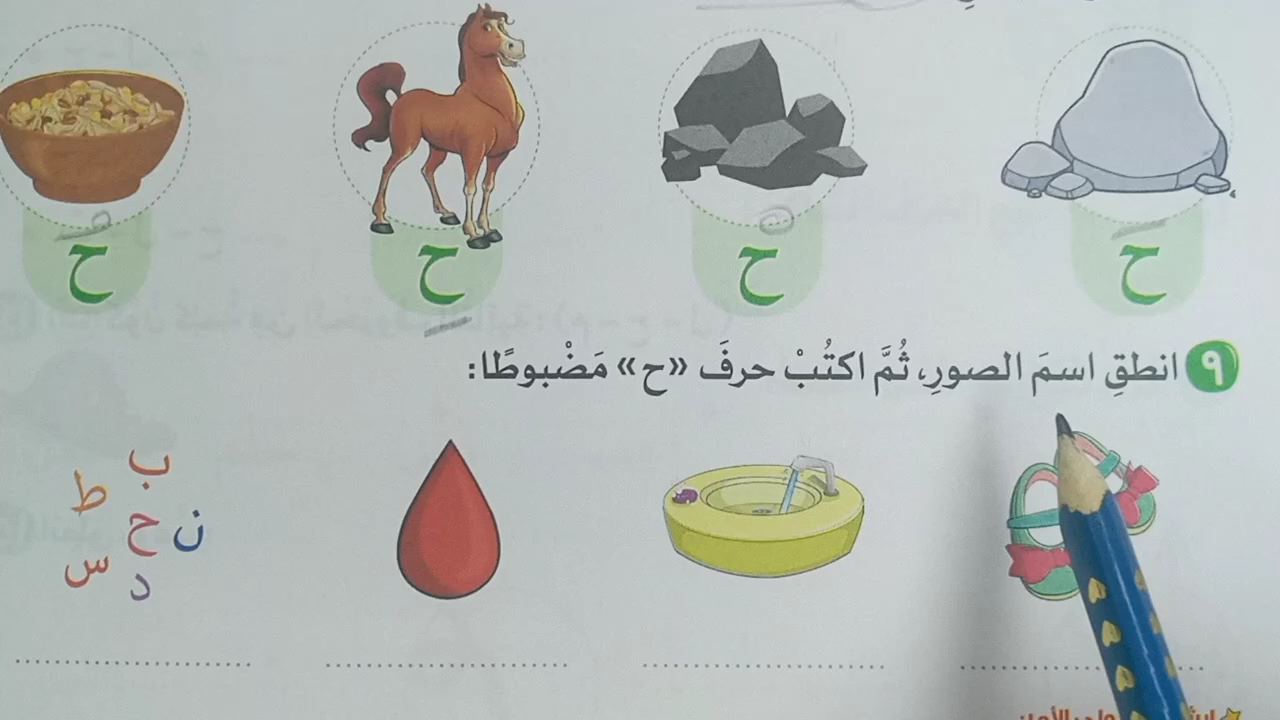 ح ح ح ح
٩ انطقِ اسمَ الصورِ، ثُمَّ اكتُبْ حرفَ «ح» مَضْبوطًا:
ب
ط
ح ن
س
د